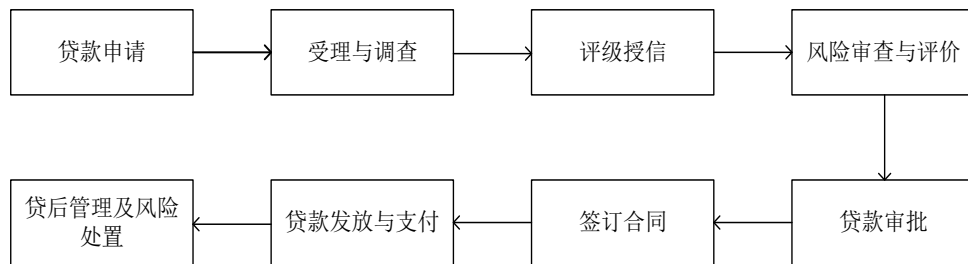 贷款申请
受理与调查
评级授信
风险审查与评价
贷款审批
签订合同
贷款发放与支付
贷后管理及风险
处置